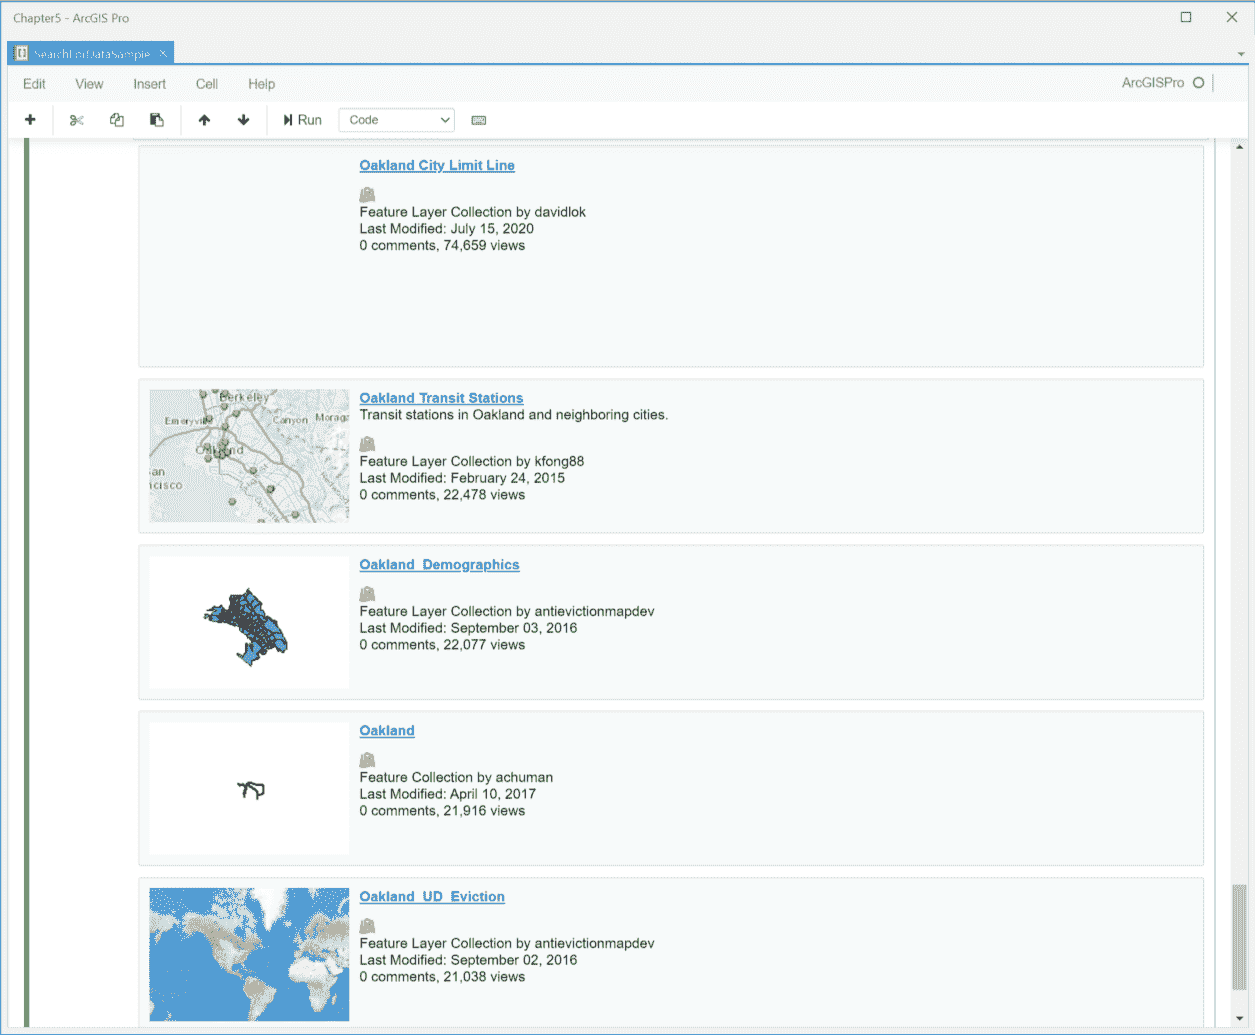 Chapter5 - ArcGIS Pro
SearchForDataSample
Edit View Insert Cell Help
ArcGISPro
Run Code
Oakland City Limit Line
Feature Layer Collection by davidlok
Last Modified: July 15, 2020
0 comments, 74,659 views
Oakland Transit Stations
Transit stations in Oakland and neighboring cities.
Feature Layer Collection by kfong88
Last Modified: February 24, 2015
0 comments, 22,478 views
Berkeley
Emeryville
Canyon Moraga
Oakland
an
ncisco
Oakland_Demographics
Feature Layer Collection by antievictionmapdev
Last Modified: September 03, 2016
0 comments, 22,077 views
Oakland
Feature Collection by achuman
Last Modified: April 10, 2017
0 comments, 21,916 views
Oakland_UD_Eviction
Feature Layer Collection by antievictionmapdev
Last Modified: September 02, 2016
0 comments, 21,038 views